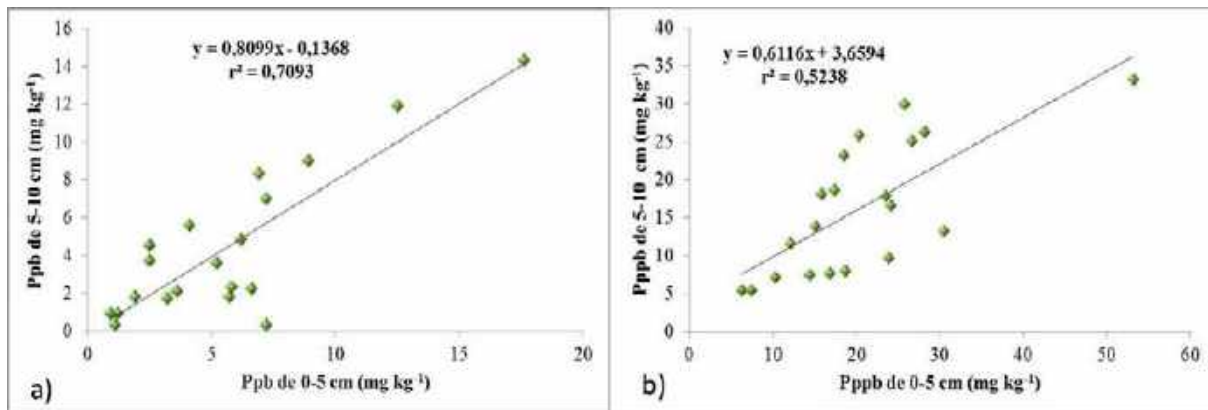 16
14
12
10
8
6
4
2
0
Ppb de 5-10 cm (mg kg⁻¹)
y = 0,8099x - 0,1368
r² = 0,7093
0 5 10 15 20
Ppb de 0-5 cm (mg kg⁻¹)
a)
40
35
30
25
20
15
10
5
0
Pppb de 5-10 cm (mg kg⁻¹)
y = 0,6116x + 3,6594
r² = 0,5238
0 10 20 30 40 50 60
Pppb de 0-5 cm (mg kg⁻¹)
b)